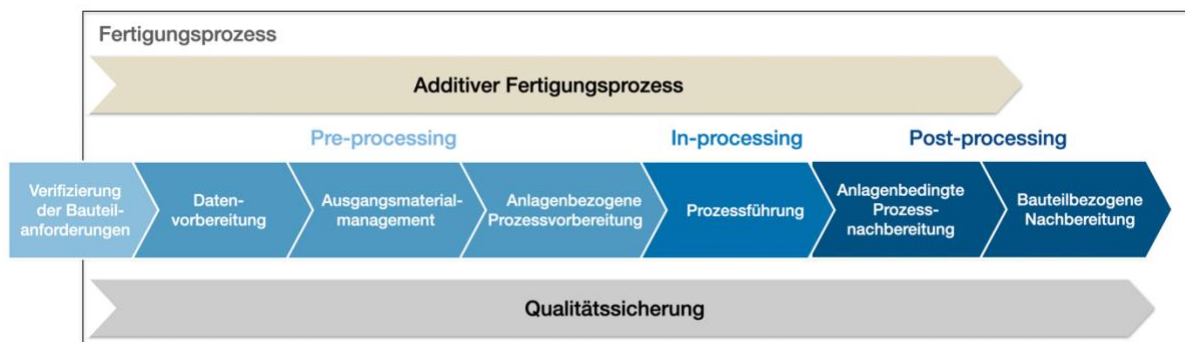 Fertigungsprozess
Additiver Fertigungsprozess
Pre-processing
In-processing
Post-processing
Verifizierung
der Bauteil-
anforderungen
Daten-
vorbereitung
Ausgangsmaterial-
management
Anlagenbezogene
Prozessvorbereitung
Prozessführung
Anlagenbedingte
Prozess-
nachbereitung
Bauteilbezogene
Nachbereitung
Qualitätssicherung